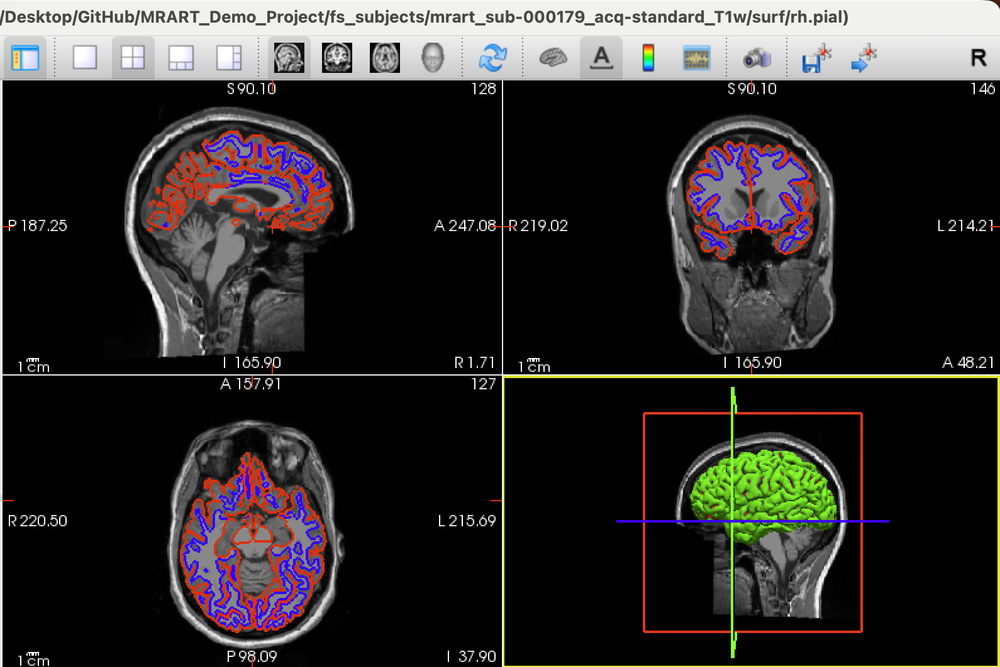 /Desktop/GitHub/MRART_Demo_Project/fs_subjects/mrart_sub-000179_acq-standard_T1w/surf/rh.pial)
A
R
S 90.10
128
P 187.25
A 247.08
1 cm
I 165.90
R 1.71
S 90.10
146
R 219.02
L 214.21
1 cm
I 165.90
A 48.21
A 157.91
127
R 220.50
L 215.69
1 cm
P 98.09
I 37.90